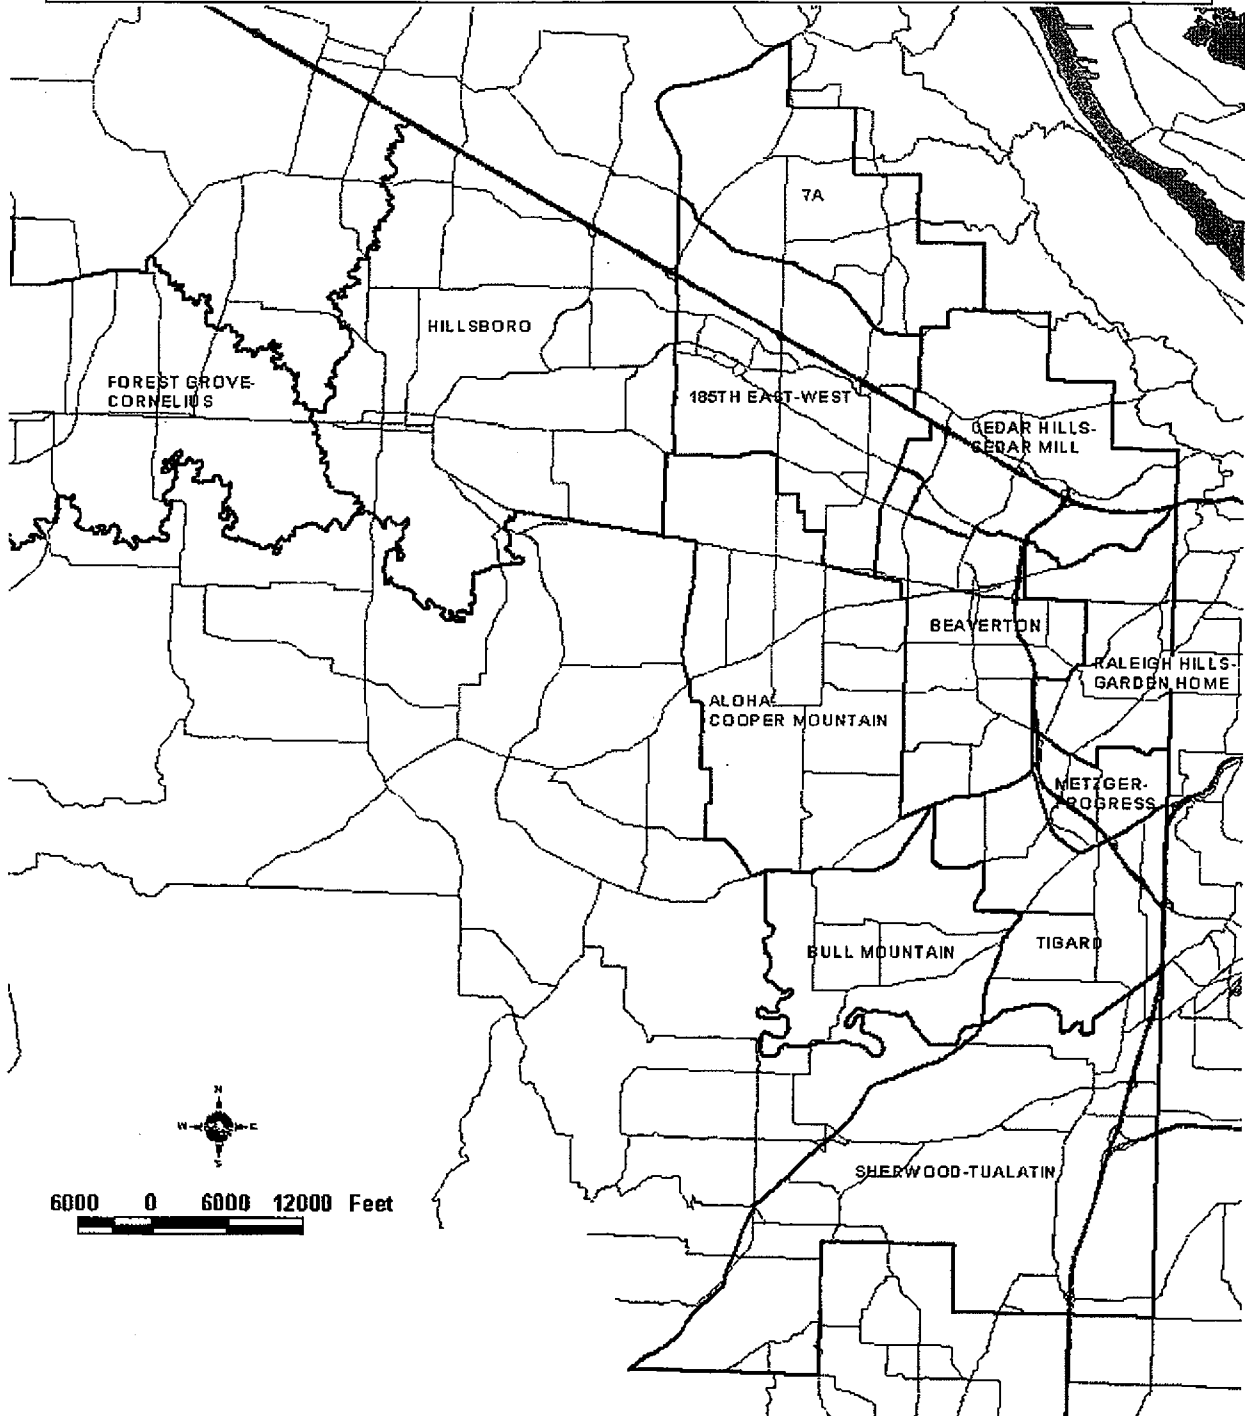 7A
HILLSBORO
FOREST GROVE-
CORNELIUS
185TH EAST-WEST
CEDAR HILLS-
CEDAR MILL
BEAVERTON
RALEIGH HILLS-
GARDEN HOME
ALOHA
COOPER MOUNTAIN
METZGER-
PROGRESS
BULL MOUNTAIN
TIGARD
N
W E
S
SHERWOOD-TUALATIN
6000 0 6000 12000 Feet